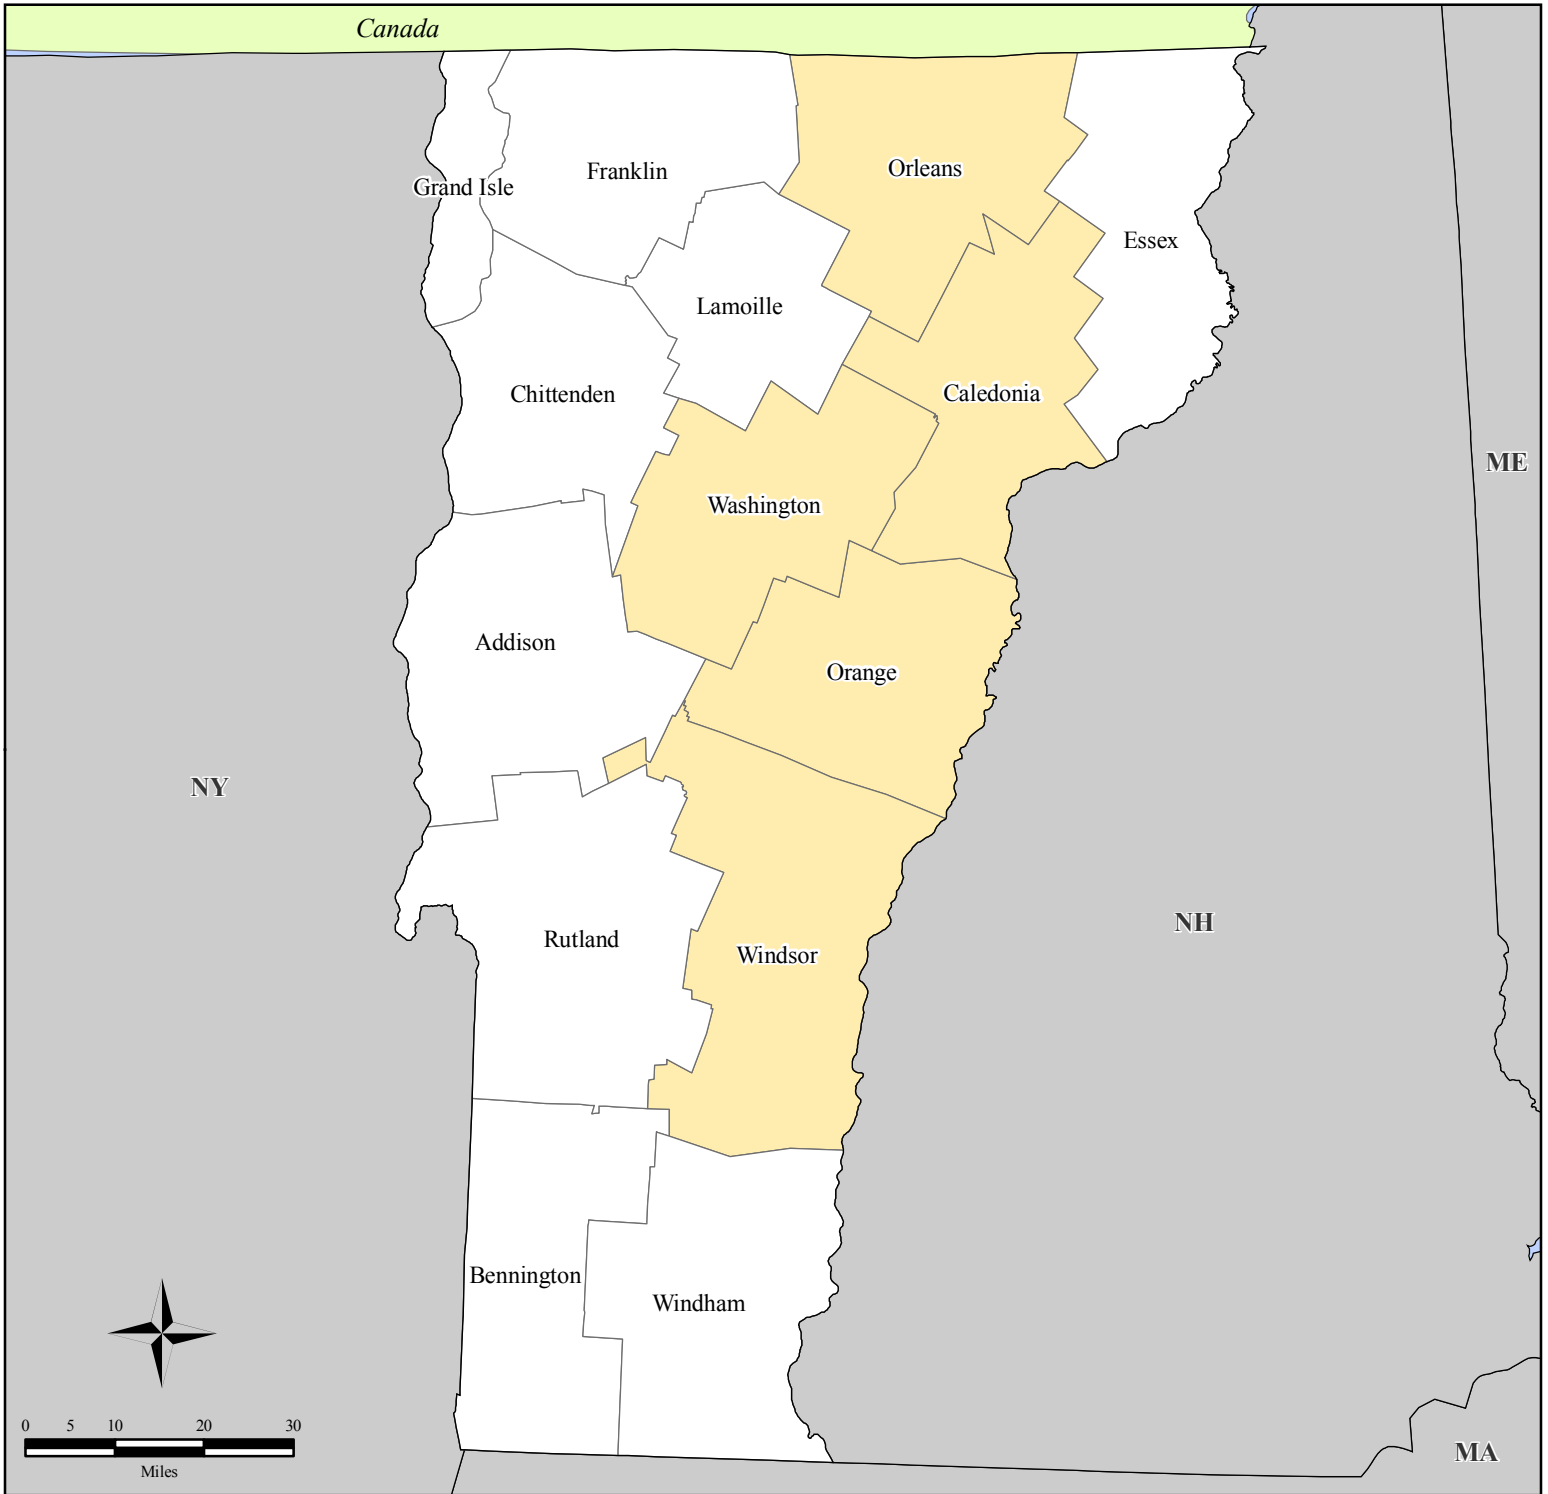 Canada
Franklin
Orleans
Grand Isle
Essex
Lamoille
Chittenden
Caledonia
ME
Washington
Addison
Orange
NY
NH
Rutland
Windsor
Bennington
Windham
0 5 10 20 30
Miles
MA